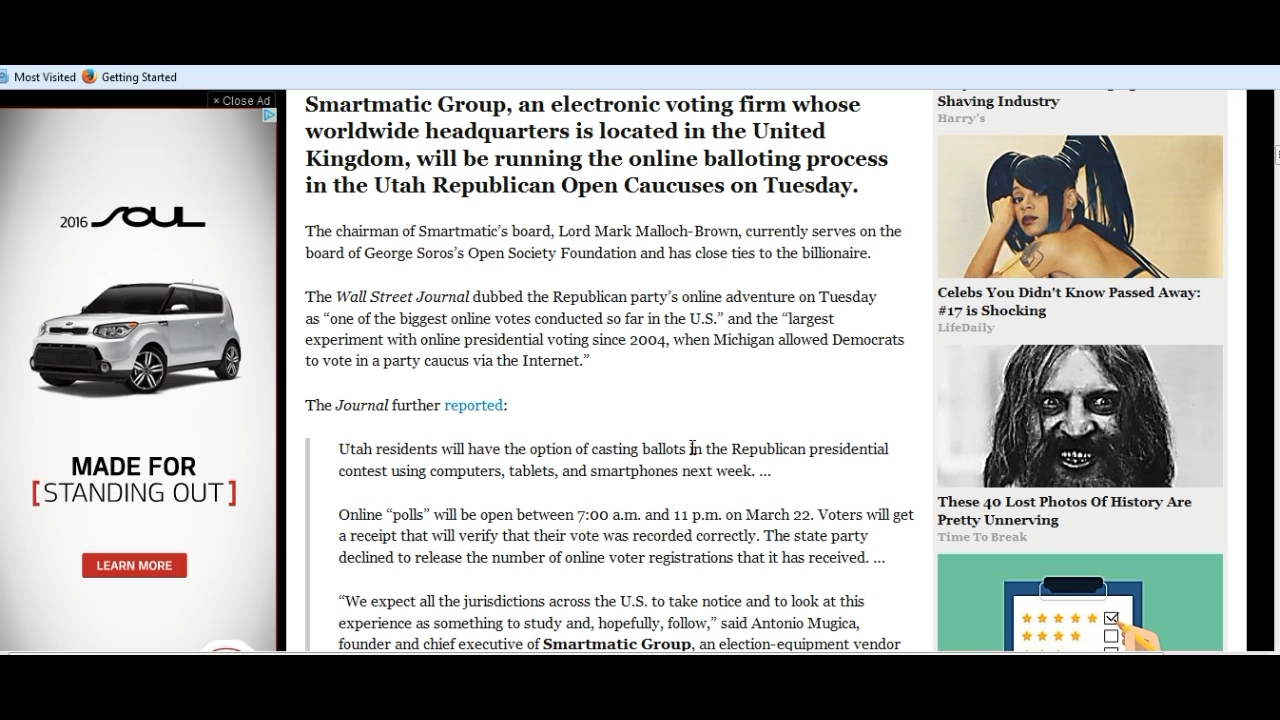 Most Visited
Getting Started
× Close Ad
2016 SOUL
MADE FOR
[STANDING OUT]
LEARN MORE
Smartmatic Group, an electronic voting firm whose
worldwide headquarters is located in the United
Kingdom, will be running the online balloting process
in the Utah Republican Open Caucuses on Tuesday.
The chairman of Smartmatic’s board, Lord Mark Malloch-Brown, currently serves on the
board of George Soros’s Open Society Foundation and has close ties to the billionaire.
The Wall Street Journal dubbed the Republican party’s online adventure on Tuesday
as “one of the biggest online votes conducted so far in the U.S.” and the “largest
experiment with online presidential voting since 2004, when Michigan allowed Democrats
to vote in a party caucus via the Internet.”
The Journal further reported:
Utah residents will have the option of casting ballots in the Republican presidential
contest using computers, tablets, and smartphones next week. …
Online “polls” will be open between 7:00 a.m. and 11 p.m. on March 22. Voters will get
a receipt that will verify that their vote was recorded correctly. The state party
declined to release the number of online voter registrations that it has received. …
“We expect all the jurisdictions across the U.S. to take notice and to look at this
experience as something to study and, hopefully, follow,” said Antonio Mugica,
founder and chief executive of Smartmatic Group, an election-equipment vendor
Shaving Industry
Harry’s
Celebs You Didn't Know Passed Away:
#17 is Shocking
LifeDaily
These 40 Lost Photos Of History Are
Pretty Unnerving
Time To Break